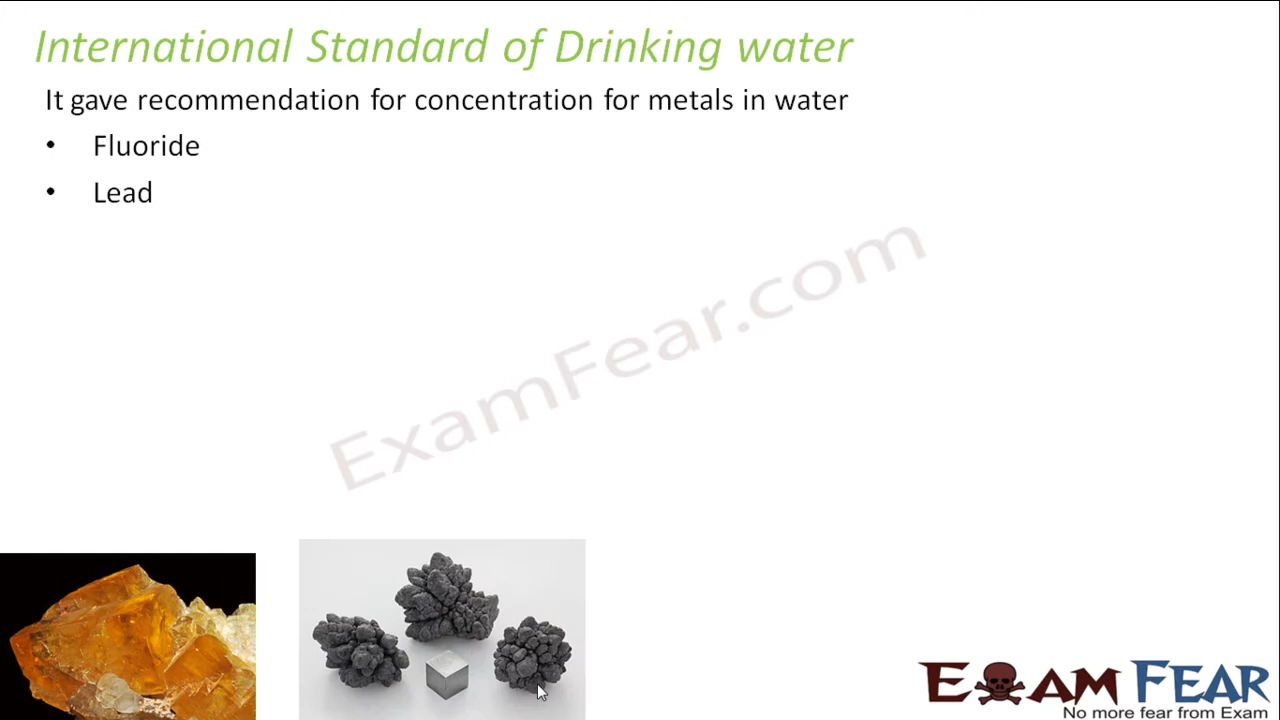 International Standard of Drinking water
It gave recommendation for concentration for metals in water
• Fluoride
• Lead
ExamFear.com
EXAM FEAR
No more fear from Exam